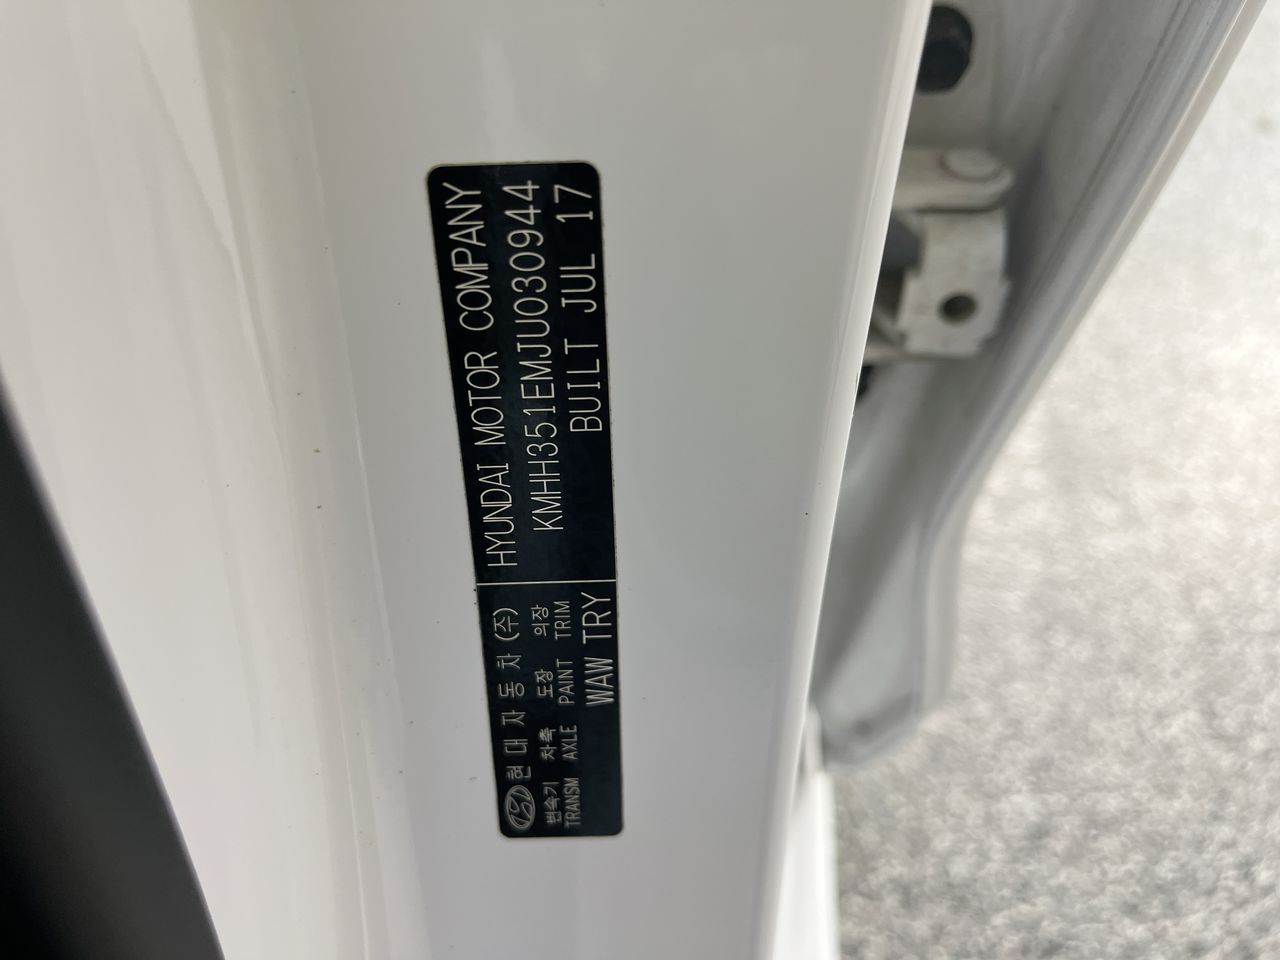 현대자동차(주)
HYUNDAI MOTOR COMPANY
변속기 차축 도장 의장
TRANSM AXLE PAINT TRIM
KMHH351EMJU030944
WAW TRY
BUILT JUL 17